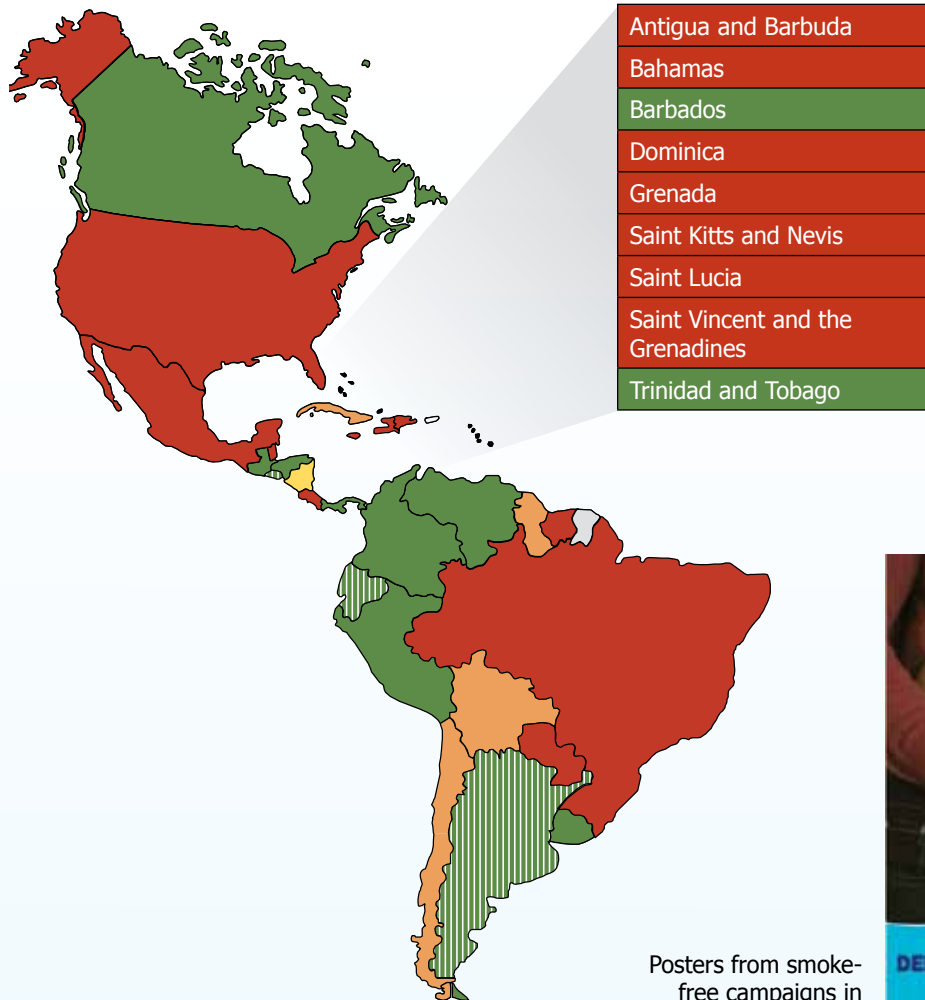 Antigua and Barbuda
Bahamas
Barbados
Dominica
Grenada
Saint Kitts and Nevis
Saint Lucia
Saint Vincent and the
Grenadines
Trinidad and Tobago
Posters from smoke-
free campaigns in